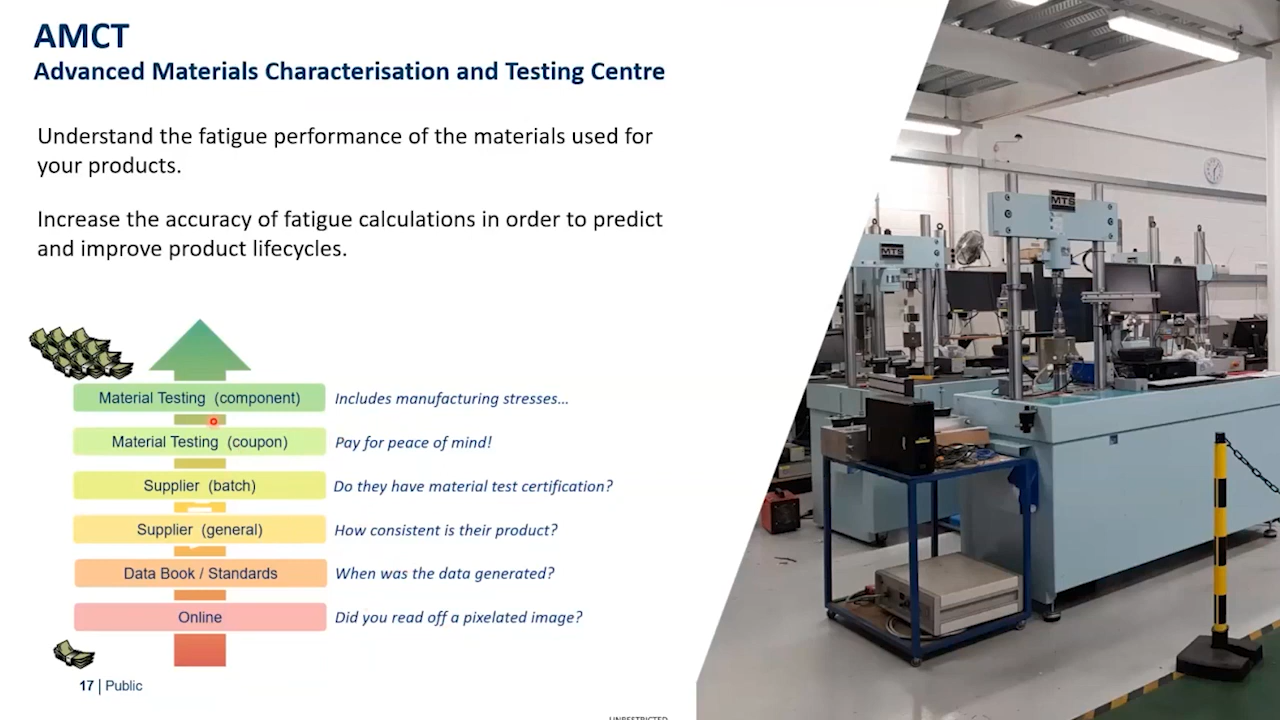 AMCT
Advanced Materials Characterisation and Testing Centre
Understand the fatigue performance of the materials used for
your products.
Increase the accuracy of fatigue calculations in order to predict
and improve product lifecycles.
Material Testing (component) Includes manufacturing stresses...
Material Testing (coupon) Pay for peace of mind!
Supplier (batch) Do they have material test certification?
Supplier (general) How consistent is their product?
Data Book / Standards When was the data generated?
Online Did you read off a pixelated image?
17 | Public
UNRESTRICTED
MTS
MTS